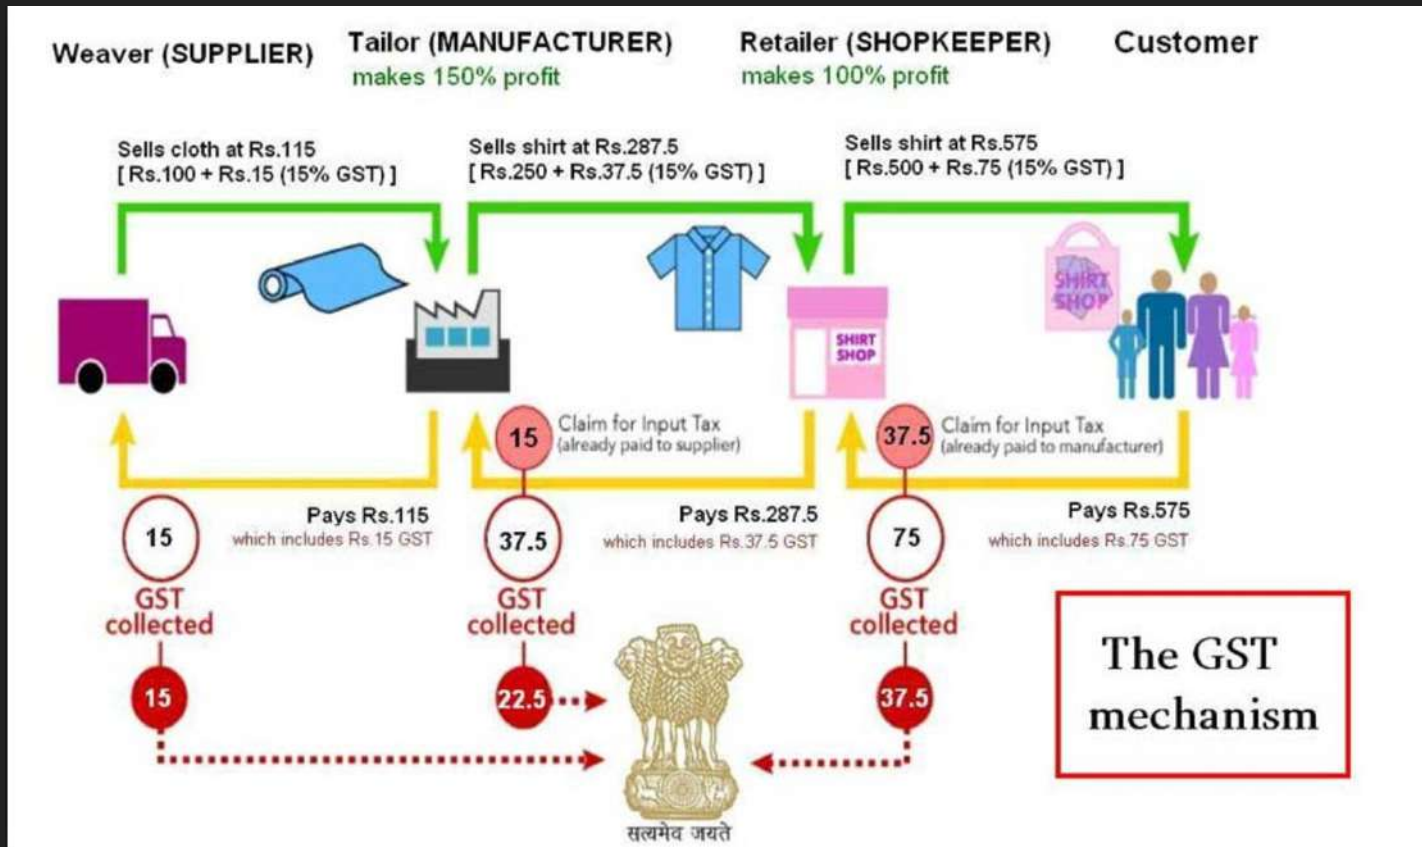 Weaver (SUPPLIER)
Tailor (MANUFACTURER)
makes 150% profit
Retailer (SHOPKEEPER)
makes 100% profit
Customer
Sells cloth at Rs.115
[ Rs.100 + Rs.15 (15% GST) ]
Sells shirt at Rs.287.5
[ Rs.250 + Rs.37.5 (15% GST) ]
Sells shirt at Rs.575
[ Rs.500 + Rs.75 (15% GST) ]
SHIRT
SHOP
SHIRT
SHOP
15
Claim for Input Tax
(already paid to supplier)
37.5
Claim for Input Tax
(already paid to manufacturer)
Pays Rs.115
which includes Rs.15 GST
Pays Rs.287.5
which includes Rs.37.5 GST
Pays Rs.575
which includes Rs.75 GST
15
GST
collected
15
37.5
GST
collected
22.5
75
GST
collected
37.5
सत्यमेव जयते
The GST
mechanism